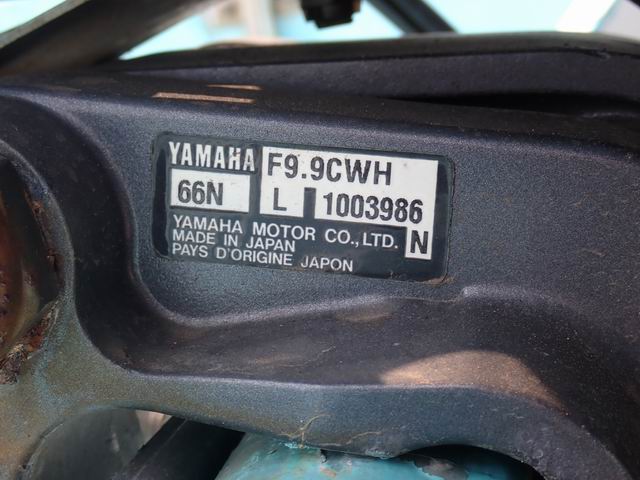 YAMAHA F9.9CWH
66N L 1003986
YAMAHA MOTOR CO.,LTD. N
MADE IN JAPAN
PAYS D'ORIGINE JAPON